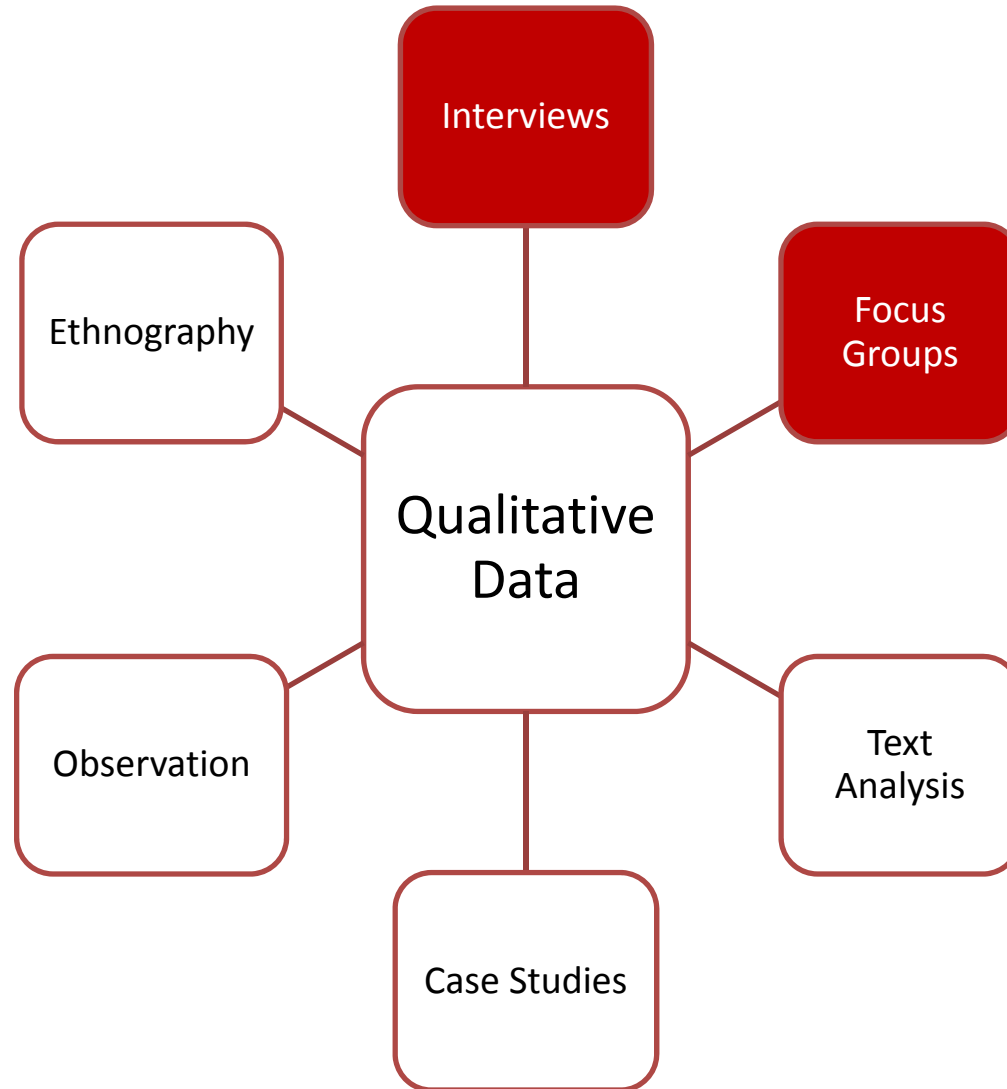 Interviews
Ethnography
Focus
Groups
Qualitative
Data
Observation
Text
Analysis
Case Studies